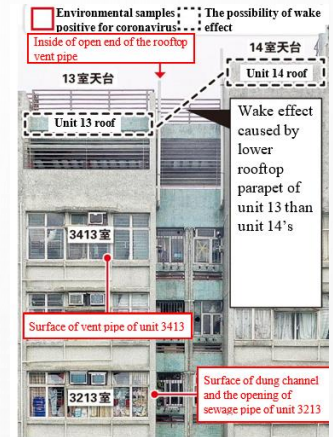 Environmental samples
positive for coronavirus
The possibility of wake
effect
Inside of open end of the rooftop
vent pipe
14室天台
Unit 14 roof
13室天台
Unit 13 roof
Wake effect
caused by
lower
rooftop
parapet of
unit 13 than
unit 14's
3413室
Surface of vent pipe of unit 3413
Surface of dung channel
and the opening of
sewage pipe of unit 3213
3213室